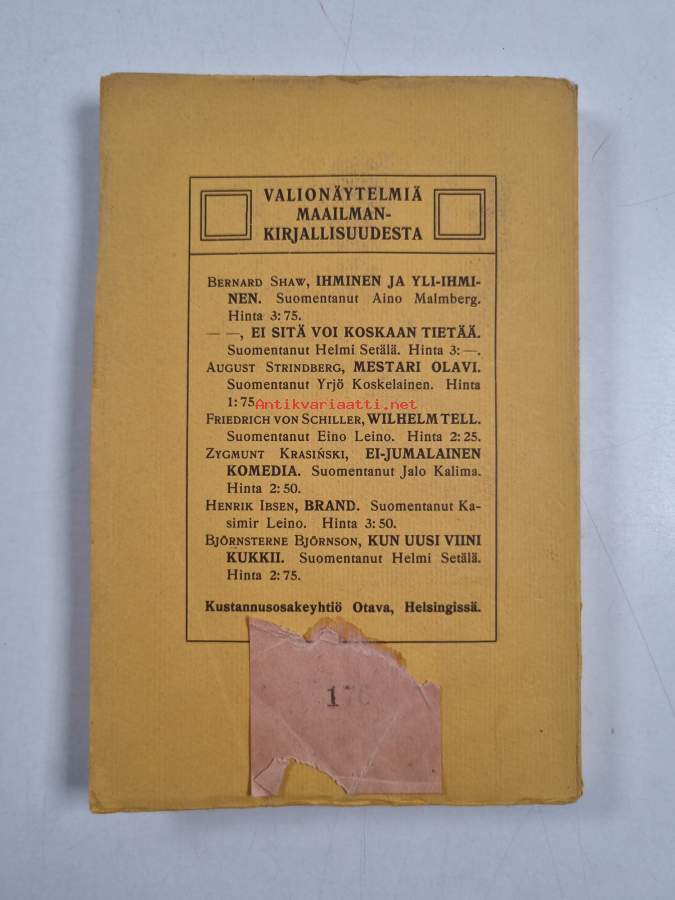 VALIONÄYTELMIÄ
MAAILMAN-
KIRJALLISUUDESTA
BERNARD SHAW, IHMINEN JA YLI-IHMI-
NEN. Suomentanut Aino Malmberg.
Hinta 3:75.
— —, EI SITÄ VOI KOSKAAN TIETÄÄ.
Suomentanut Helmi Setälä. Hinta 3:—.
AUGUST STRINDBERG, MESTARI OLAVI.
Suomentanut Yrjö Koskelainen. Hinta
1:75
Antikvariaatti.net
FRIEDRICH VON SCHILLER, WILHELM TELL.
Suomentanut Eino Leino. Hinta 2:25.
ZYGMUNT KRASIŃSKI, EI-JUMALAINEN
KOMEDIA. Suomentanut Jalo Kalima.
Hinta 2:50.
HENRIK IBSEN, BRAND. Suomentanut Ka-
simir Leino. Hinta 3:50.
BJÖRNSTERNE BJÖRNSON, KUN UUSI VIINI
KUKKII. Suomentanut Helmi Setälä.
Hinta 2:75.
Kustannusosakeyhtiö Otava, Helsingissä.